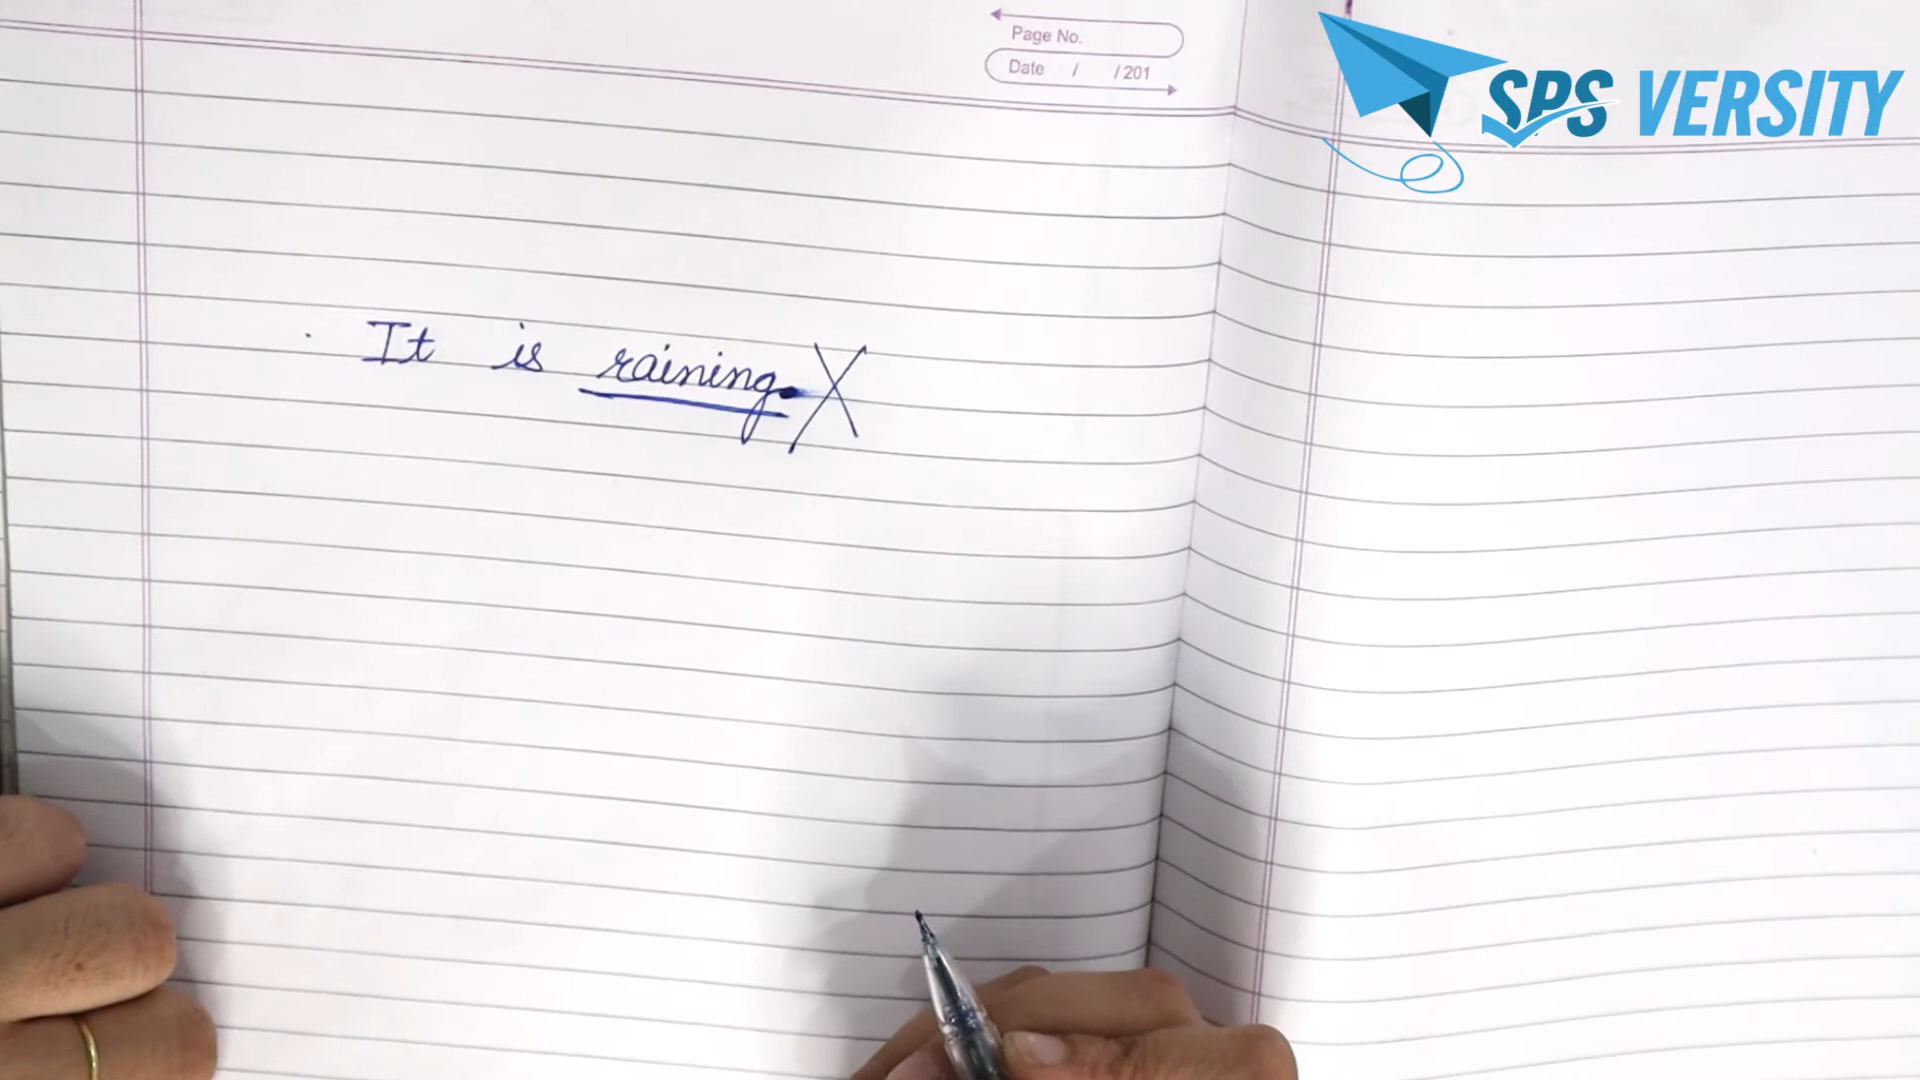 Page No.
Date / / 201
SPS VERSITY
It is raining.